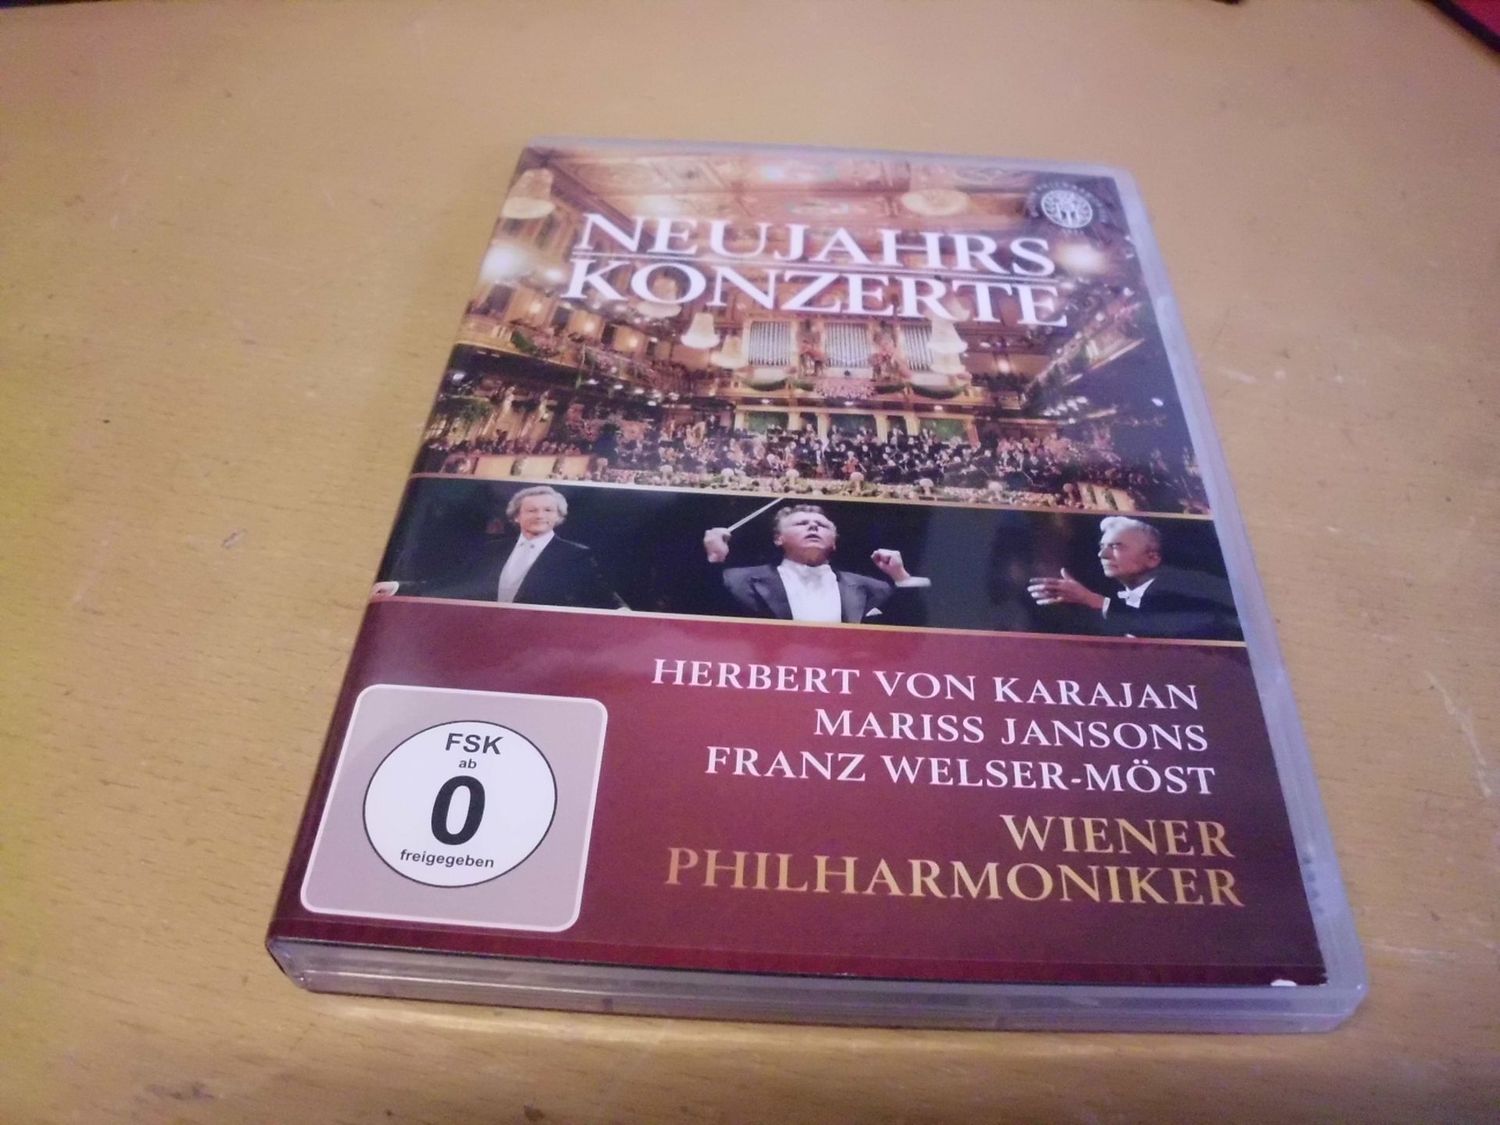 NEUJAHRS
KONZERTE
HERBERT VON KARAJAN
MARISS JANSONS
FRANZ WELSER-MÖST
WIENER
PHILHARMONIKER
FSK
ab
0
freigegeben